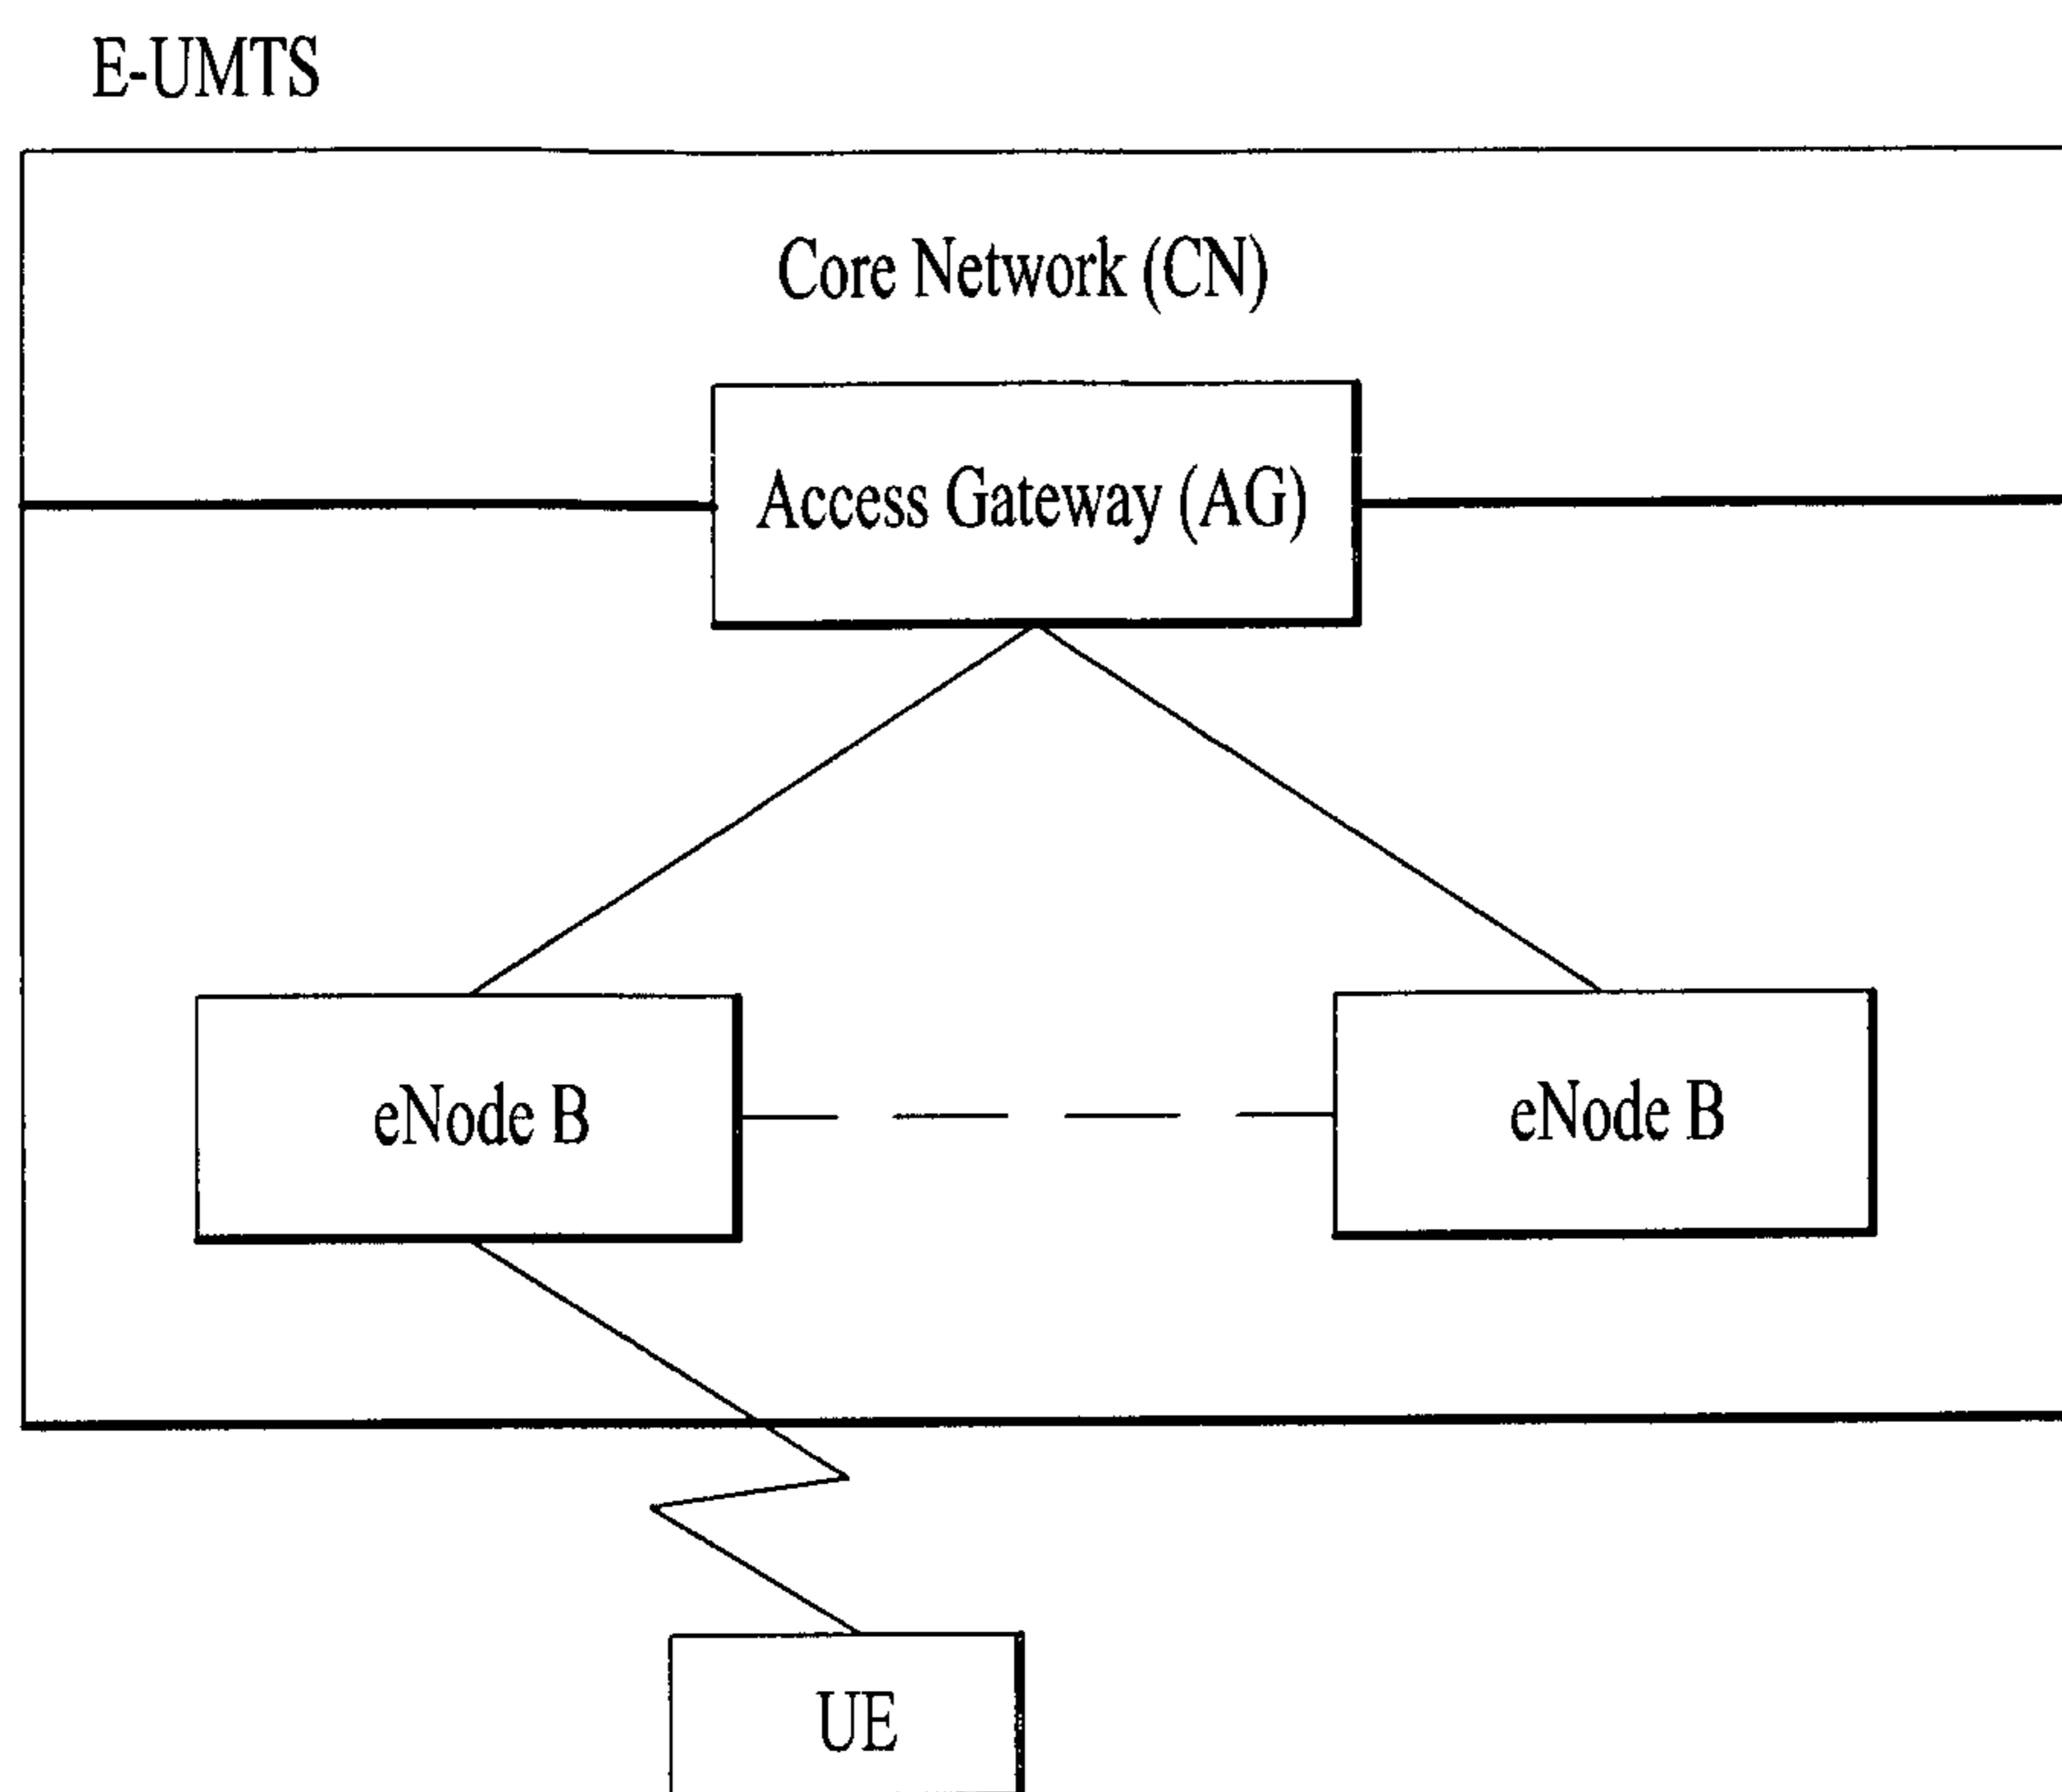 E-UMTS
Core Network (CN)
Access Gateway (AG)
eNode B
eNode B
UE